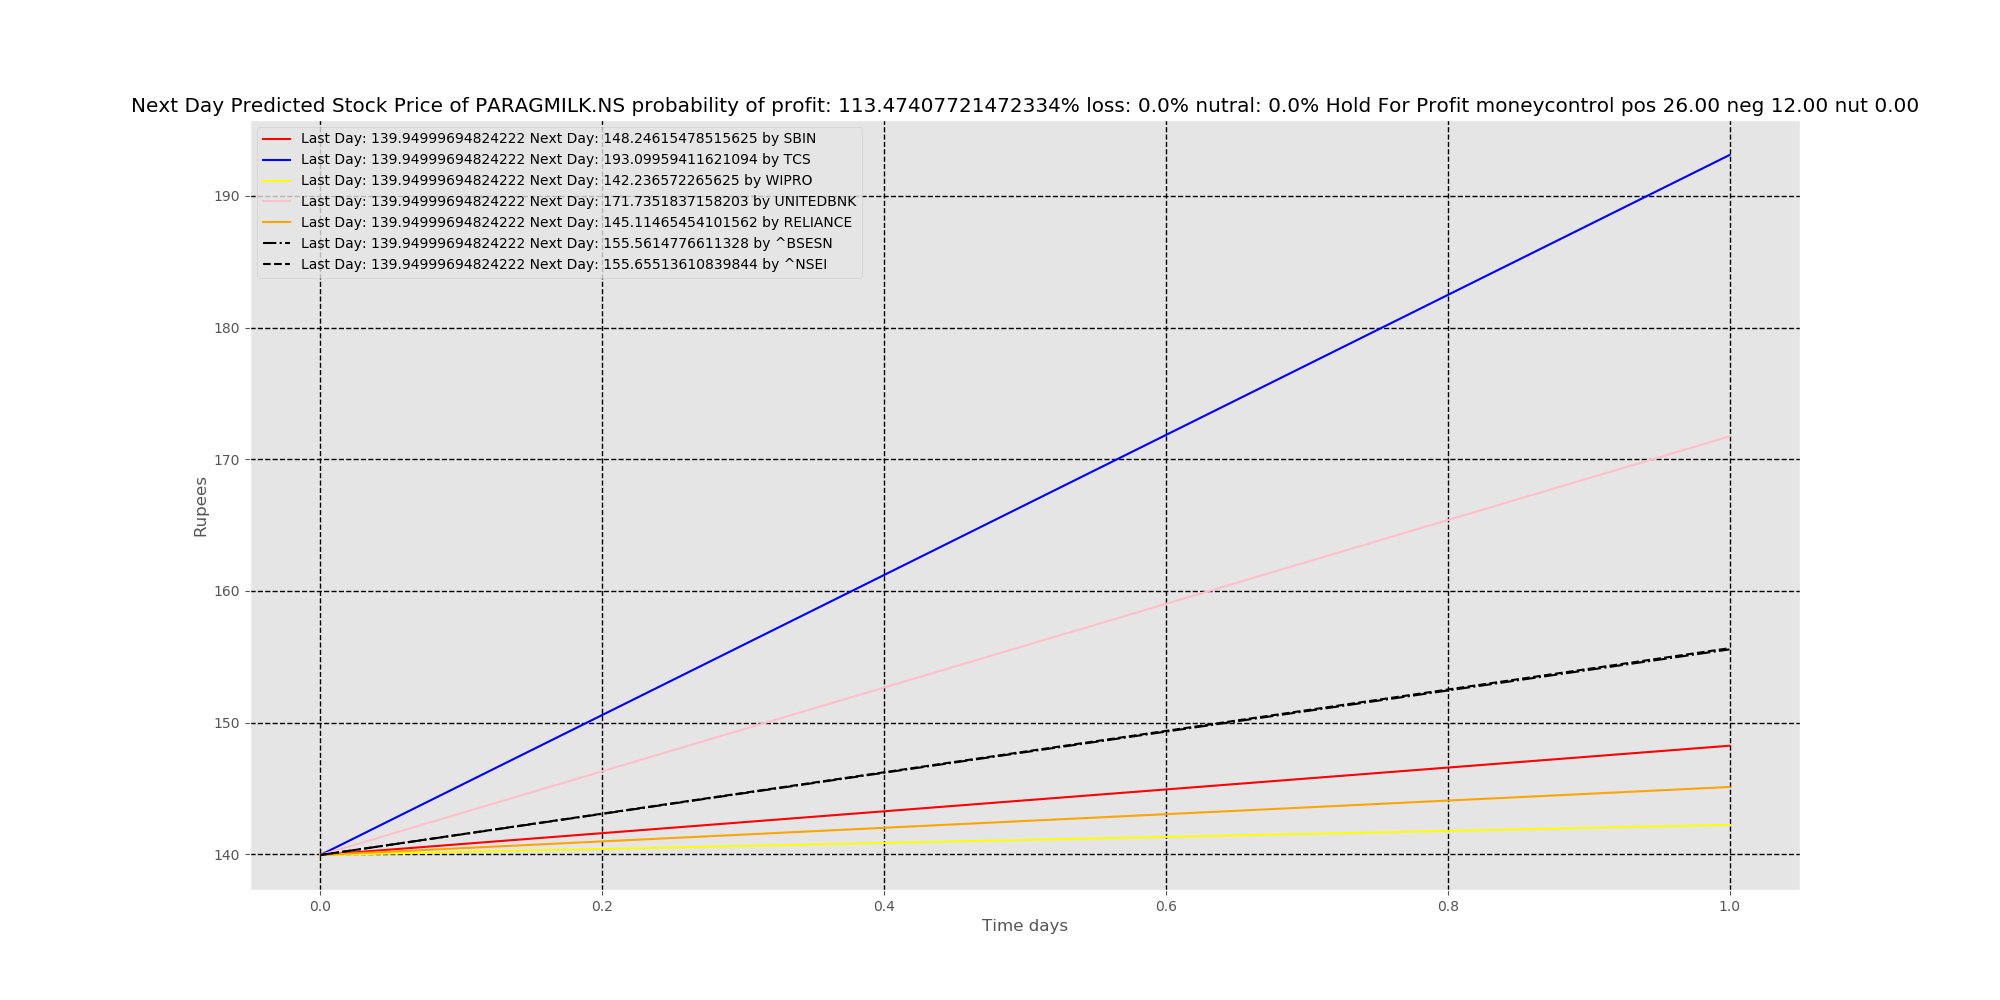 Next Day Predicted Stock Price of PARAGMILK.NS probability of profit: 113.47407721472334% loss: 0.0% nutral: 0.0% Hold For Profit moneycontrol pos 26.00 neg 12.00 nut 0.00
Last Day: 139.94999694824222 Next Day: 148.24615478515625 by SBIN
Last Day: 139.94999694824222 Next Day: 193.09959411621094 by TCS
Last Day: 139.94999694824222 Next Day: 142.236572265625 by WIPRO
Last Day: 139.94999694824222 Next Day: 171.7351837158203 by UNITEDBNK
Last Day: 139.94999694824222 Next Day: 145.11465454101562 by RELIANCE
Last Day: 139.94999694824222 Next Day: 155.5614776611328 by ^BSESN
Last Day: 139.94999694824222 Next Day: 155.65513610839844 by ^NSEI
190
180
170
160
150
140
Rupees
0.0 0.2 0.4 0.6 0.8 1.0
Time days